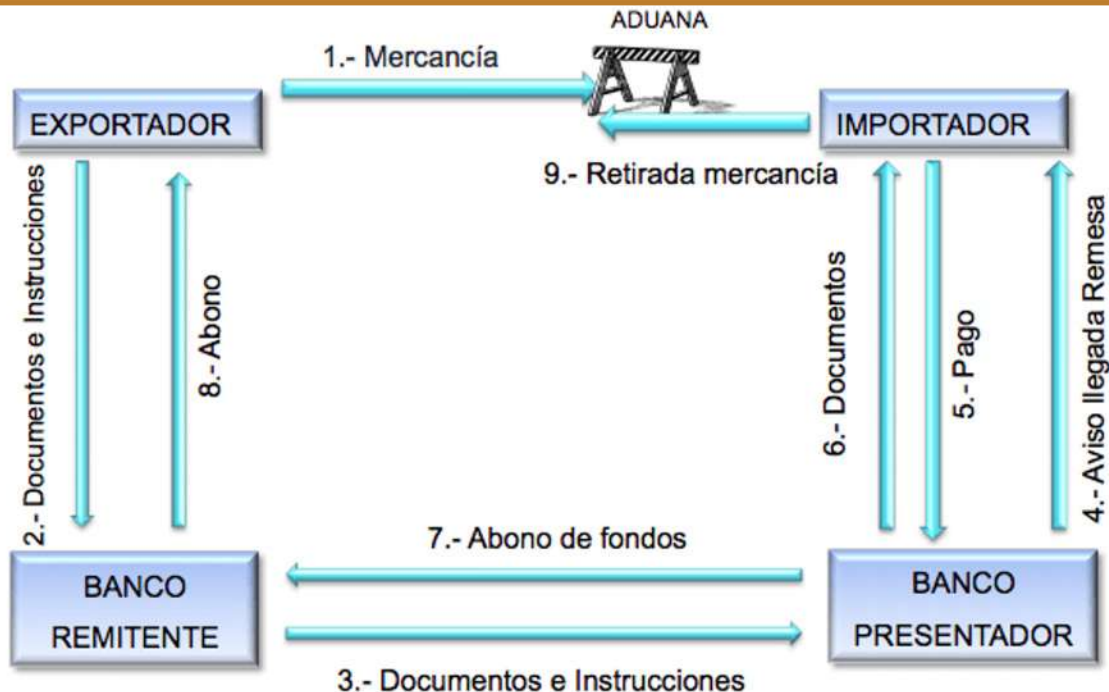 ADUANA
1.- Mercancía
EXPORTADOR
IMPORTADOR
9.- Retirada mercancía
2.- Documentos e Instrucciones
8.- Abono
6.- Documentos
5.- Pago
4.- Aviso llegada Remesa
7.- Abono de fondos
BANCO
REMITENTE
BANCO
PRESENTADOR
3.- Documentos e Instrucciones